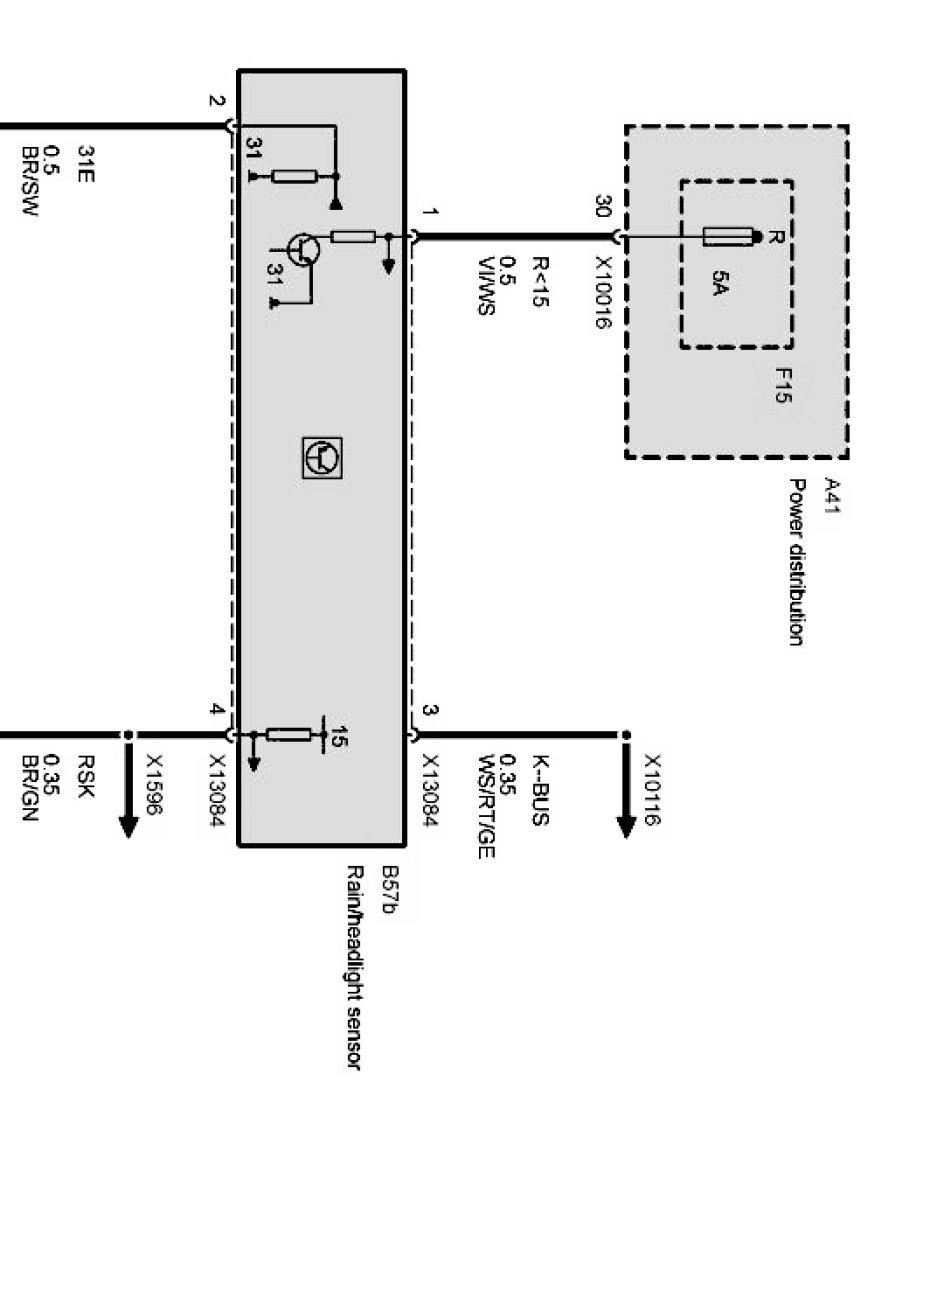 A41
Power distribution
F15
R
5A
30
X10016
X10116
R<15
0.5
VI/WS
K--BUS
0.35
WS/RT/GE
1
3
X13084
B57b
Rain/headlight sensor
15
31
31
2
4
X13084
X1596
31E
0.5
BR/SW
RSK
0.35
BR/GN